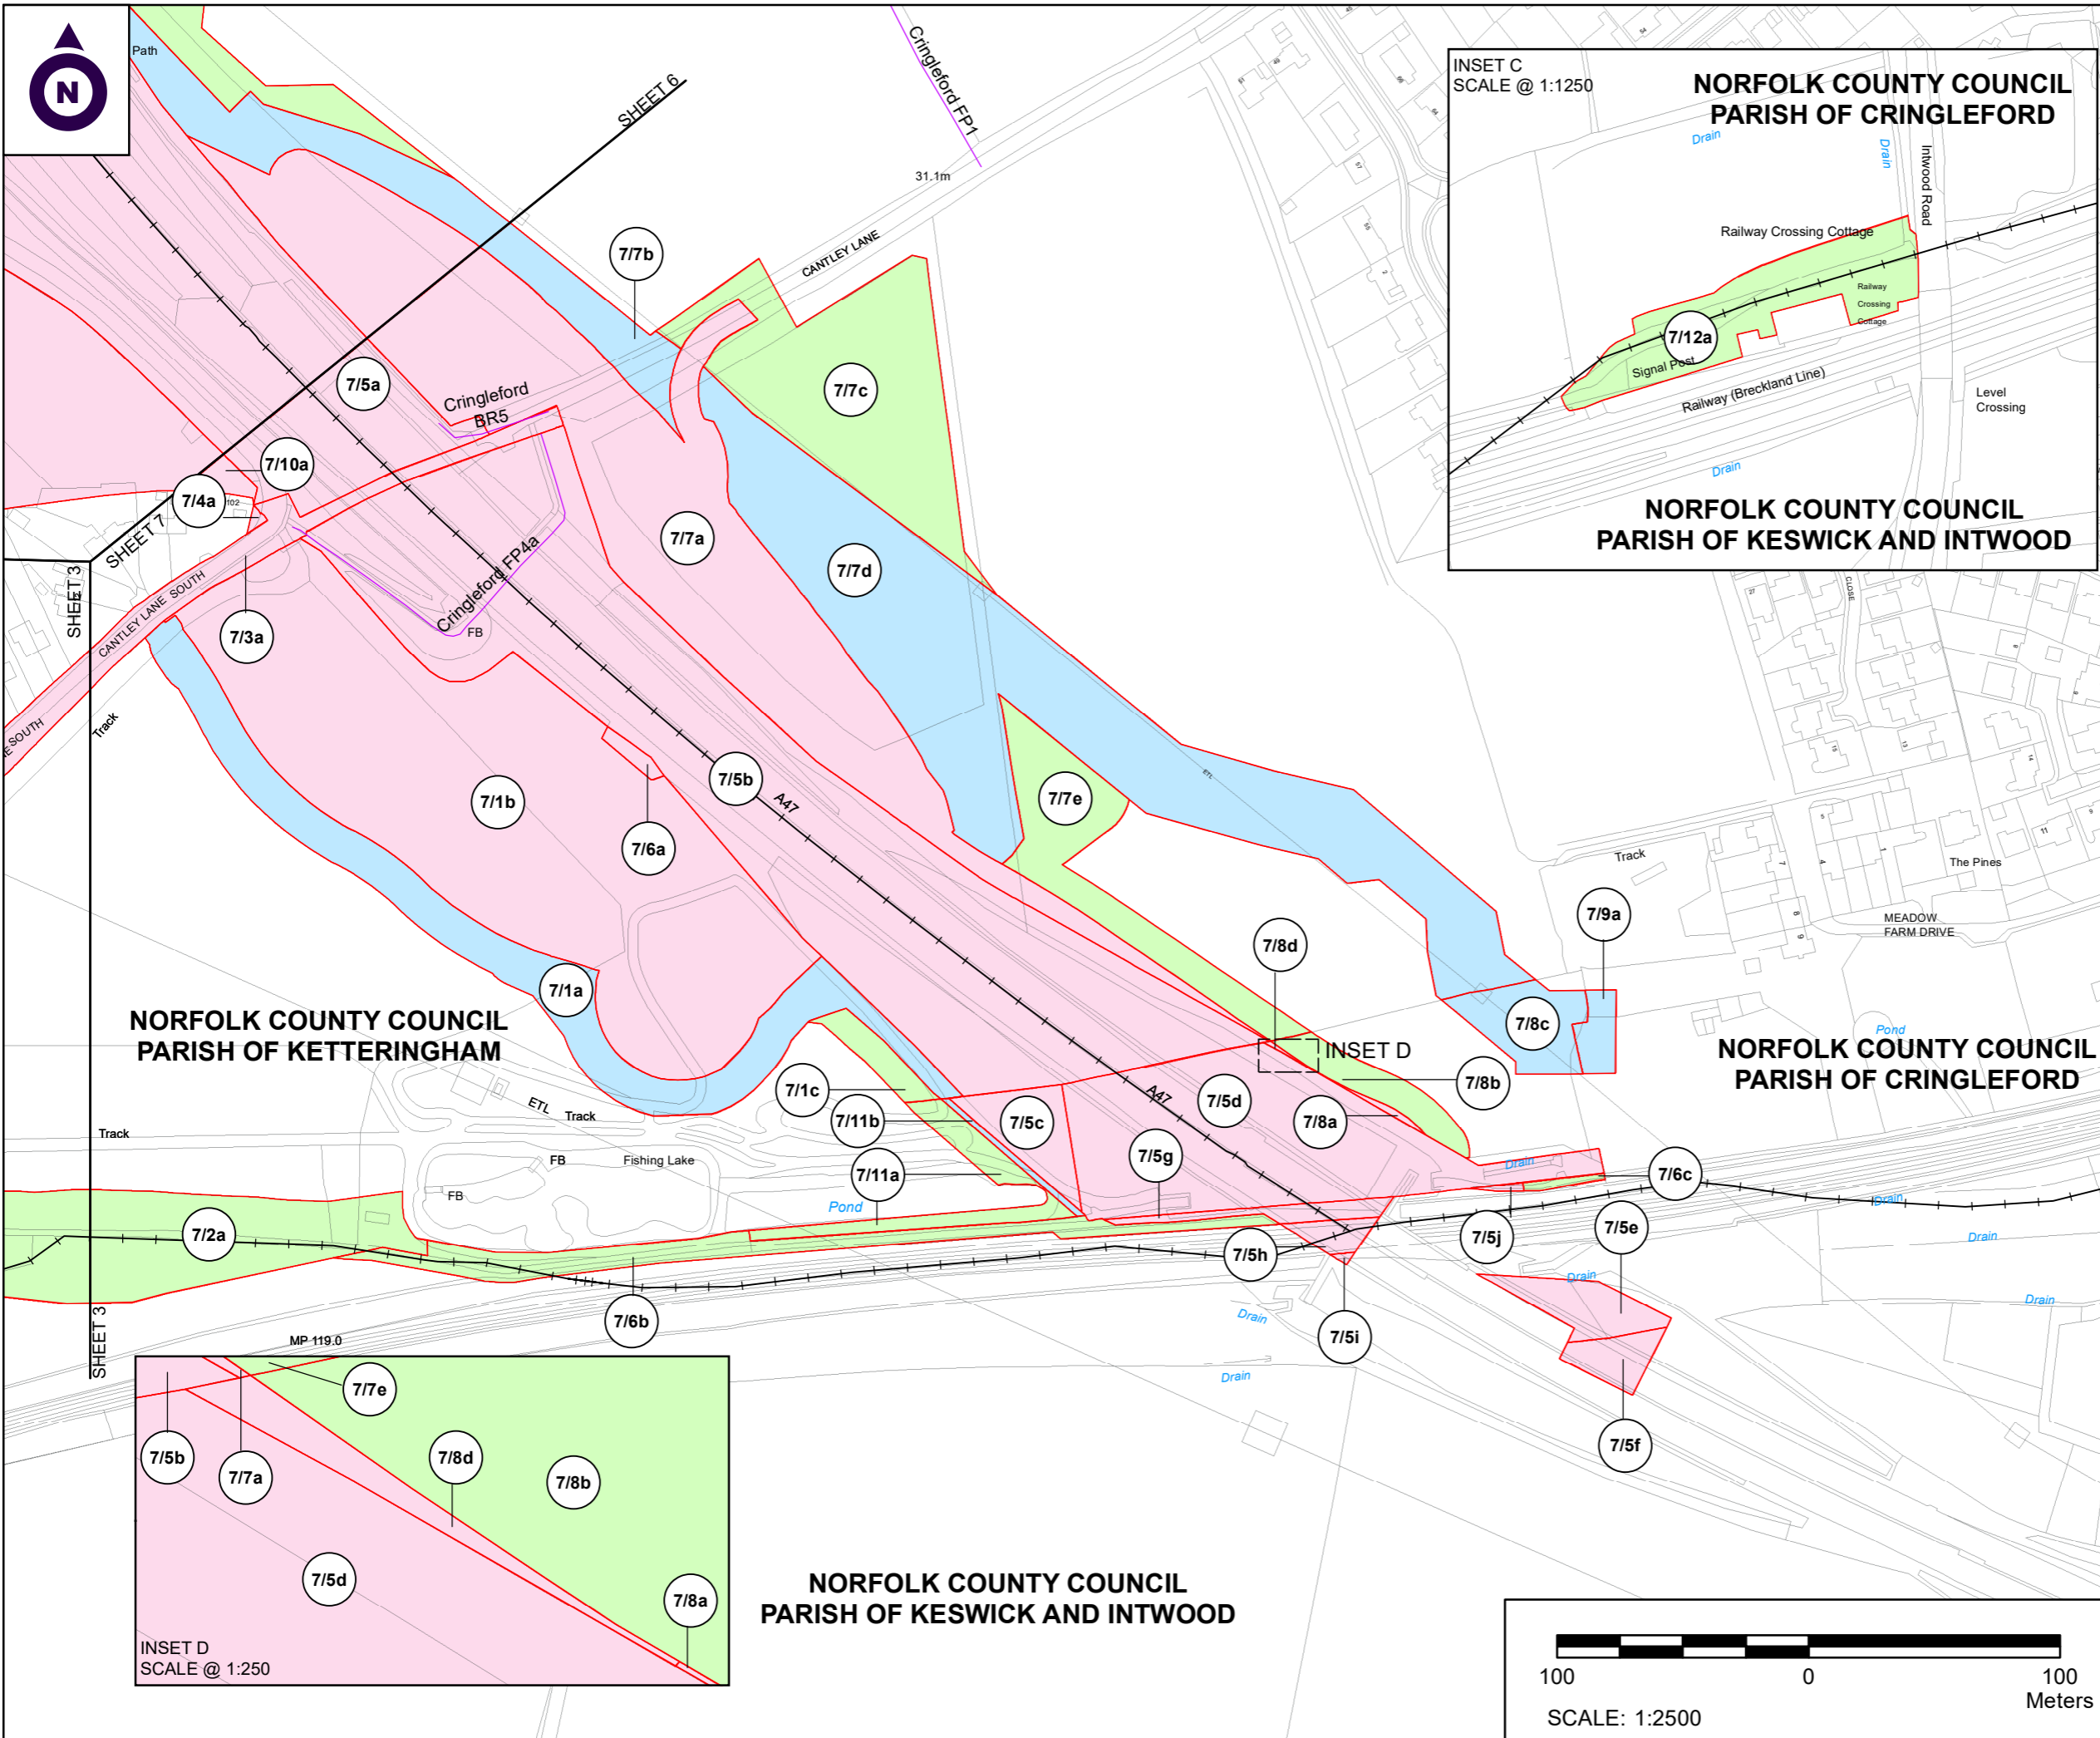 N
Path
SHEET 6
Cringleford FP1
31.1m
CANTLEY LANE
7/7b
7/5a
7/7c
Cringleford
BR5
7/10a
7/4a
102
SHEET 7
SHEET 3
CANTLEY LANE SOUTH
7/3a
Cringleford FP4a
FB
7/7a
7/7d
Track
7/1b
7/6a
7/5b
A47
7/7e
ETL
INSET C
SCALE @ 1:1250
NORFOLK COUNTY COUNCIL
PARISH OF CRINGLEFORD
Drain
Drain
Intwood Road
Railway Crossing Cottage
Railway
Crossing
Cottage
7/12a
Signal Post
Railway (Breckland Line)
Level
Crossing
Drain
NORFOLK COUNTY COUNCIL
PARISH OF KESWICK AND INTWOOD
CLOSE
Track
The Pines
MEADOW
FARM DRIVE
7/9a
7/8d
7/8c
7/1a
NORFOLK COUNTY COUNCIL
PARISH OF KETTERINGHAM
INSET D
Pond
NORFOLK COUNTY COUNCIL
PARISH OF CRINGLEFORD
7/8b
7/1c
7/11b
7/5c
A47
7/5d
7/8a
ETL
Track
Track
FB
Fishing Lake
FB
7/11a
7/5g
Drain
7/6c
Pond
Drain
7/2a
7/5h
7/5j
7/5e
Drain
Drain
Drain
7/6b
Drain
7/5i
SHEET 3
MP 119.0
Drain
7/5f
7/7e
7/5b
7/7a
7/8d
7/8b
7/5d
7/8a
INSET D
SCALE @ 1:250
NORFOLK COUNTY COUNCIL
PARISH OF KESWICK AND INTWOOD
100 0 100
Meters
SCALE: 1:2500